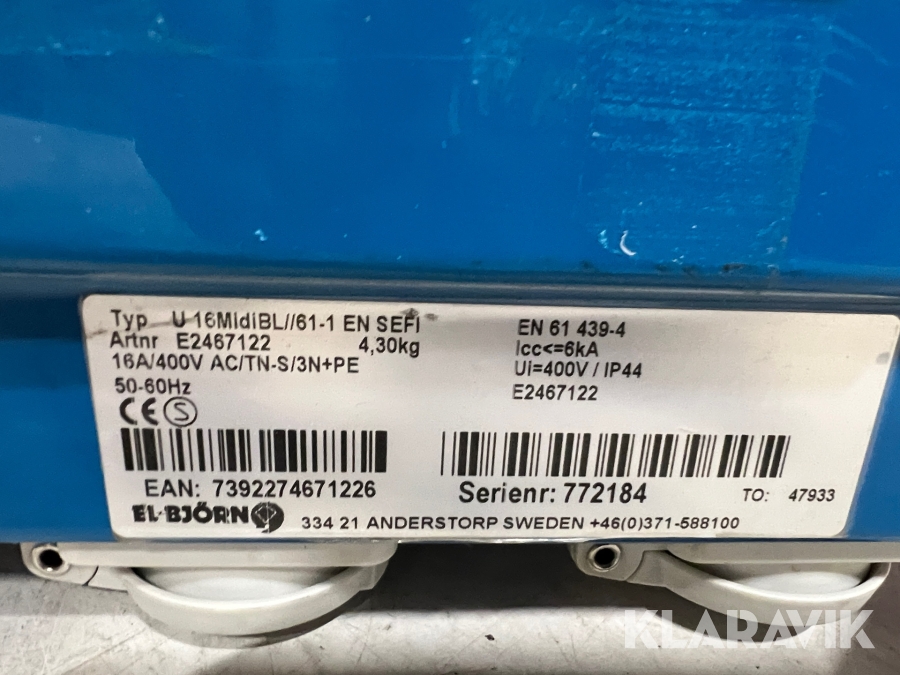 Typ U 16MidiBL//61-1 EN SEFI
Artnr E2467122 4,30kg
16A/400V AC/TN-S/3N+PE
50-60Hz
CE S
EN 61 439-4
Icc<=6kA
Ui=400V / IP44
E2467122
EAN: 7392274671226
Serienr: 772184
TO: 47933
EL-BJÖRN
334 21 ANDERSTORP SWEDEN +46(0)371-588100
KLARAVIK
KLARAVIK